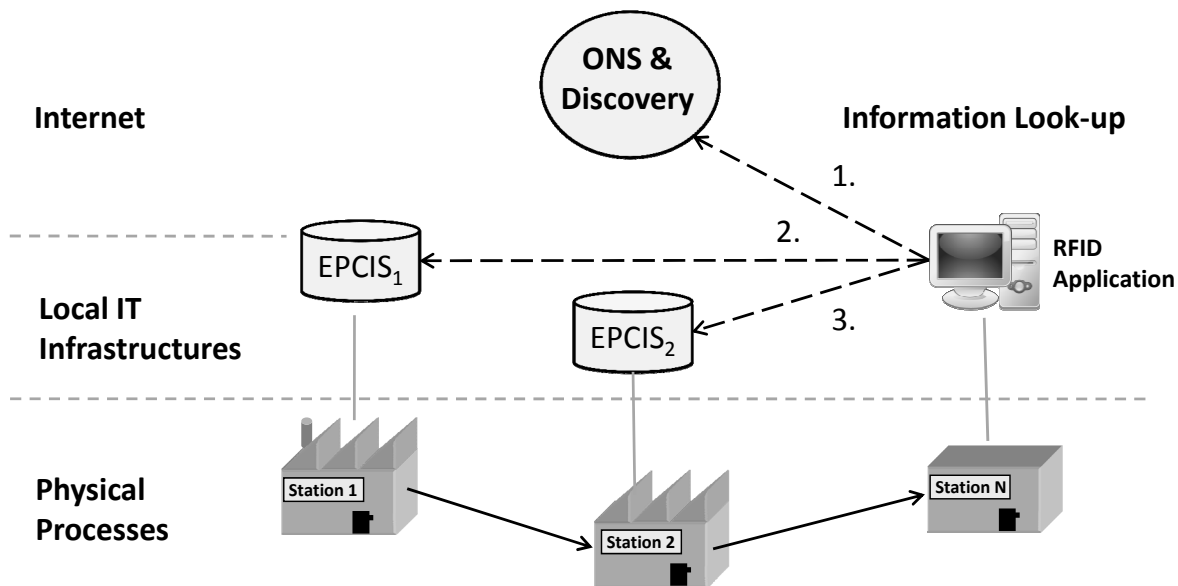 ONS &
Discovery
Internet
Information Look-up
1.
2.
EPCIS₁
RFID
Application
Local IT
Infrastructures
3.
EPCIS₂
Station 1
Station N
Physical
Processes
Station 2